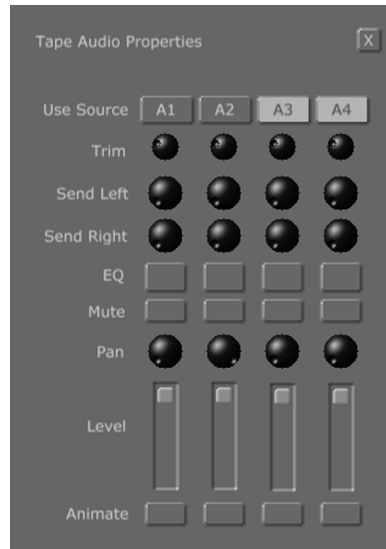 Tape Audio Properties X
Use Source A1 A2 A3 A4
Trim
Send Left
Send Right
EQ
Mute
Pan
Level
Animate